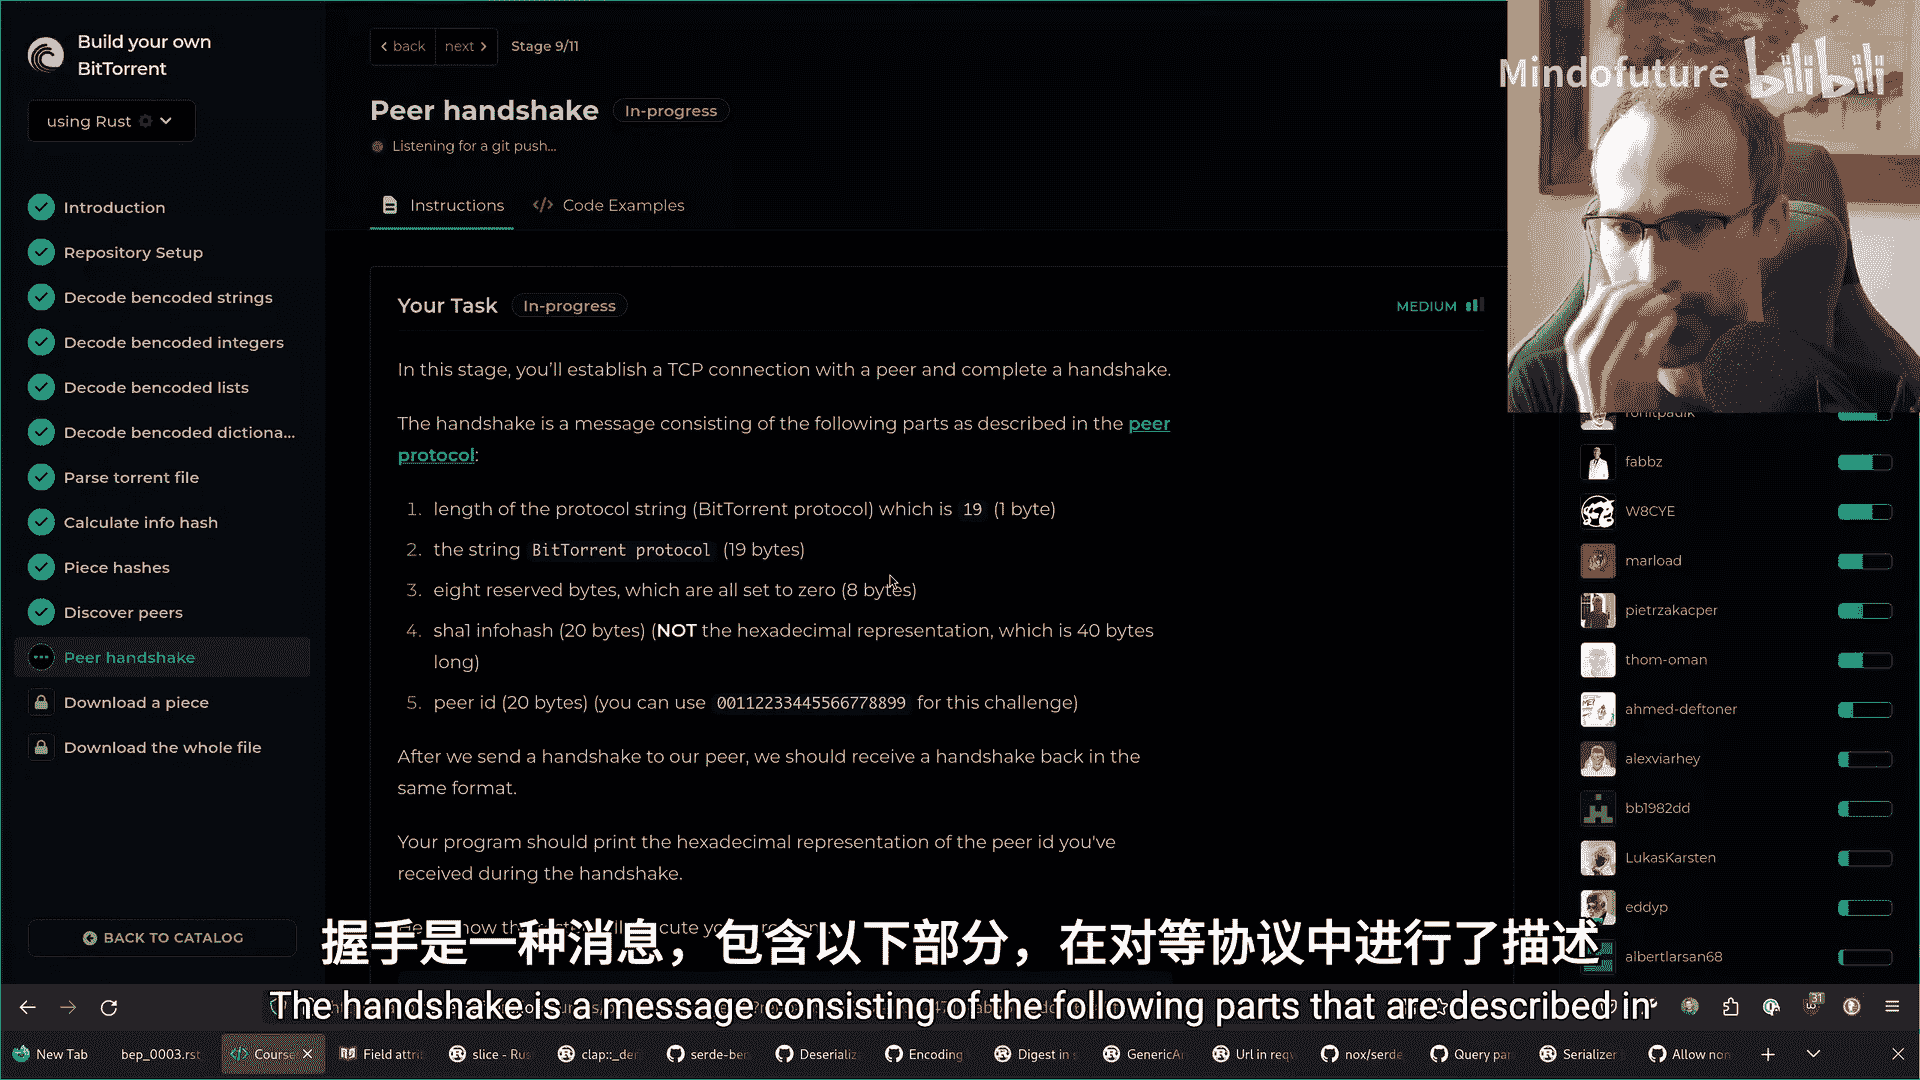 Build your own
BitTorrent
using Rust
Introduction
Repository Setup
Decode bencoded strings
Decode bencoded integers
Decode bencoded lists
Decode bencoded dictiona...
Parse torrent file
Calculate info hash
Piece hashes
Discover peers
Peer handshake
Download a piece
Download the whole file
BACK TO CATALOG
back
next
Stage 9/11
Peer handshake
In-progress
Listening for a git push...
Instructions
Code Examples
Your Task
In-progress
MEDIUM
In this stage, you'll establish a TCP connection with a peer and complete a handshake.
The handshake is a message consisting of the following parts as described in the peer
protocol:
1. length of the protocol string (BitTorrent protocol) which is 19 (1 byte)
2. the string BitTorrent protocol (19 bytes)
3. eight reserved bytes, which are all set to zero (8 bytes)
4. sha1 infohash (20 bytes) (NOT the hexadecimal representation, which is 40 bytes
long)
5. peer id (20 bytes) (you can use 00112233445566778899 for this challenge)
After we send a handshake to our peer, we should receive a handshake back in the
same format.
Your program should print the hexadecimal representation of the peer id you've
received during the handshake.
Mindofuture bilibili
fabbz
W8CYE
marload
pietrzakacper
thom-oman
ahmed-deftoner
alexviarhey
bb1982dd
LukasKarsten
eddyp
albertlarsan68
握手是一种消息，包含以下部分，在对等协议中进行了描述
The handshake is a message consisting of the following parts that are described in
31
New Tab
bep_0003.rst
Course
Field attri
slice - Rus
clap::_der
serde-ben
Deserializ
Encoding
Digest in s
GenericAr
Url in reqw
nox/serde
Query par
Serializer
Allow non